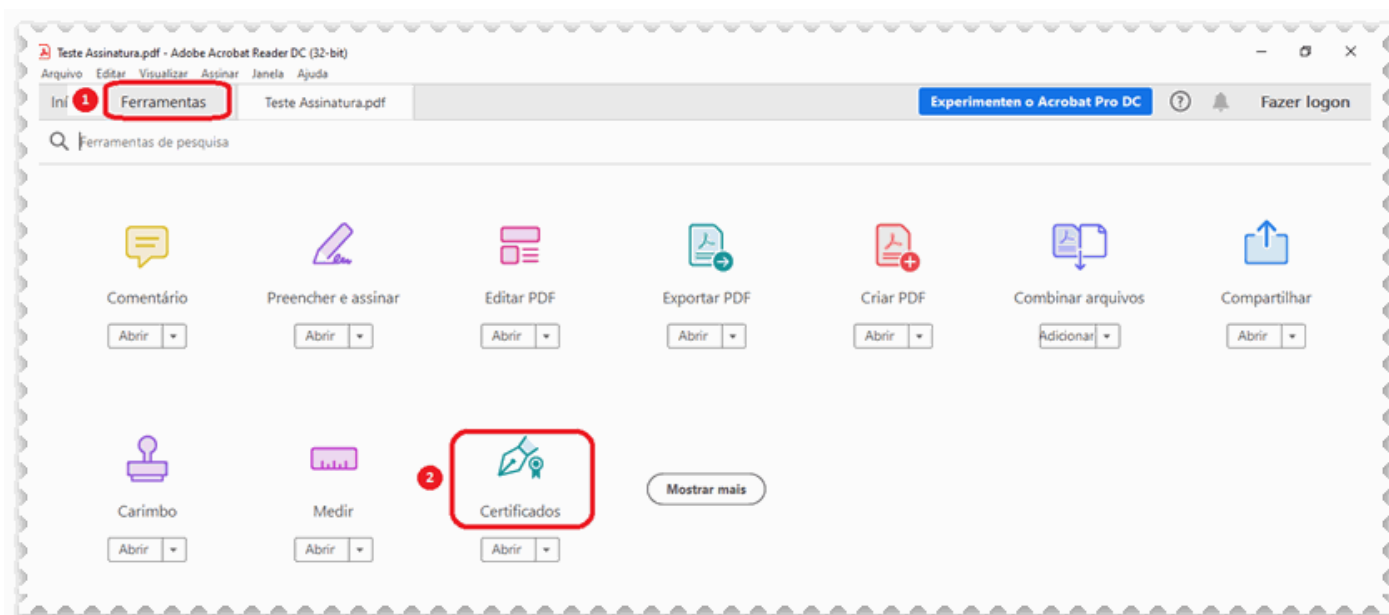 Teste Assinatura.pdf - Adobe Acrobat Reader DC (32-bit)
Arquivo Editar Visualizar Assinar Janela Ajuda
Iní 1 Ferramentas Teste Assinatura.pdf Experimenten o Acrobat Pro DC ? Fazer logon
Ferramentas de pesquisa
Comentário Preencher e assinar Editar PDF Exportar PDF Criar PDF Combinar arquivos Compartilhar
Abrir Abrir Abrir Abrir Abrir Adicionar Abrir
2
Mostrar mais
Carimbo Medir Certificados
Abrir Abrir Abrir